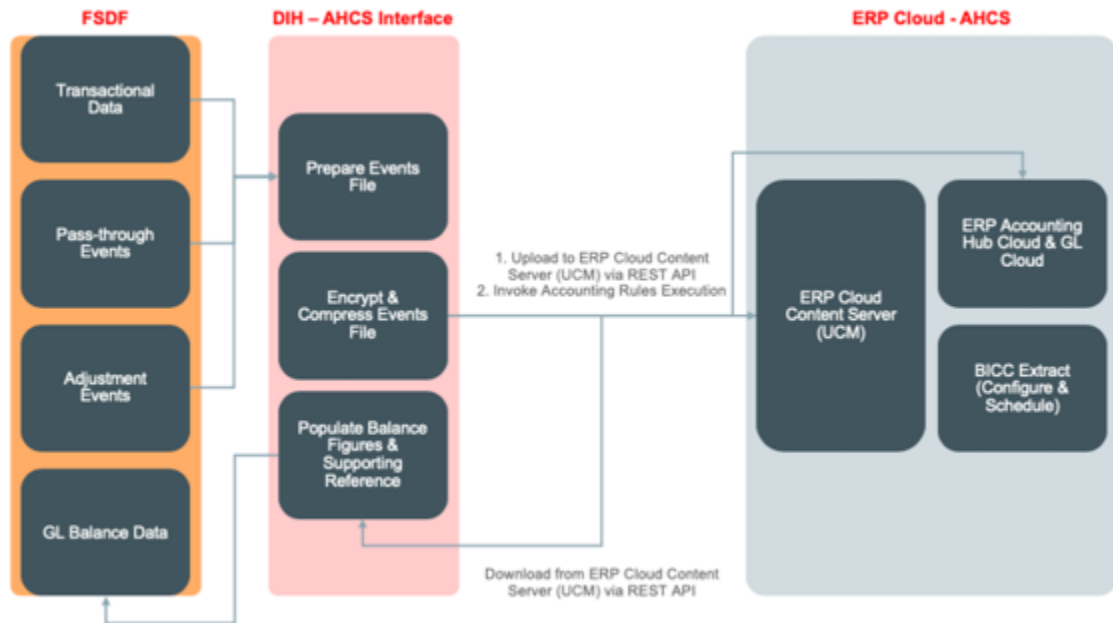 FSDF
Transactional
Data
Pass-through
Events
Adjustment
Events
GL Balance Data
DIH – AHCS Interface
Prepare Events
File
Encrypt &
Compress Events
File
Populate Balance
Figures &
Supporting
Reference
1. Upload to ERP Cloud Content
Server (UCM) via REST API
2. Invoke Accounting Rules Execution
Download from ERP Cloud Content
Server (UCM) via REST API
ERP Cloud - AHCS
ERP Cloud
Content Server
(UCM)
ERP Accounting
Hub Cloud & GL
Cloud
BICC Extract
(Configure &
Schedule)